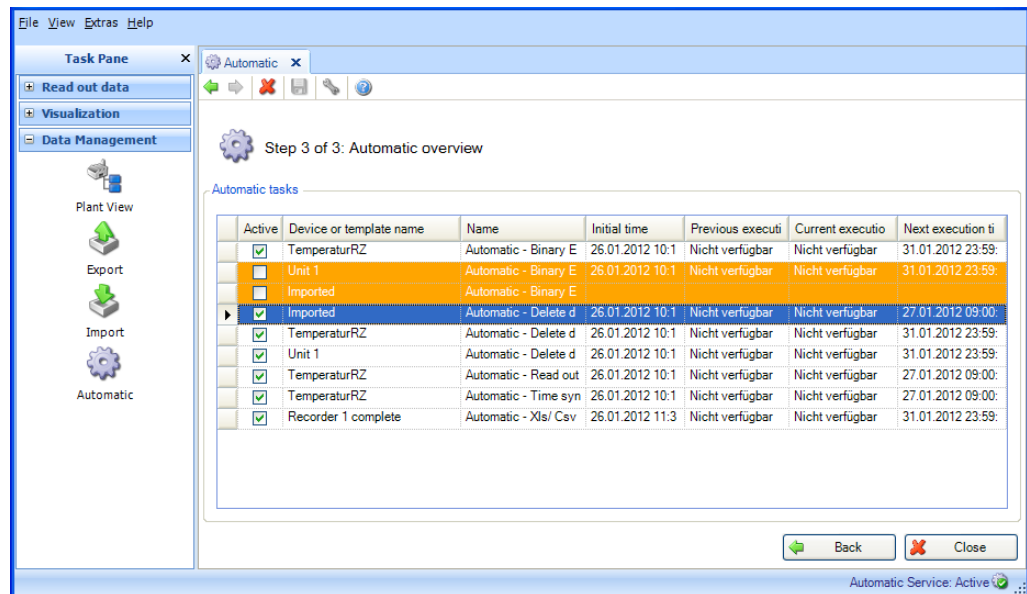 File View Extras Help
Task Pane X
Automatic X
Read out data
Visualization
Data Management
Plant View
Export
Import
Automatic
Step 3 of 3: Automatic overview
Automatic tasks
Active Device or template name Name Initial time Previous executi Current executio Next execution ti
TemperaturRZ Automatic - Binary E 26.01.2012 10:1 Nicht verfügbar Nicht verfügbar 31.01.2012 23:59:
Unit 1 Automatic - Binary E 26.01.2012 10:1 Nicht verfügbar Nicht verfügbar 31.01.2012 23:59:
Imported Automatic - Binary E
Imported Automatic - Delete d 26.01.2012 10:1 Nicht verfügbar Nicht verfügbar 27.01.2012 09:00:
TemperaturRZ Automatic - Delete d 26.01.2012 10:1 Nicht verfügbar Nicht verfügbar 31.01.2012 23:59:
Unit 1 Automatic - Delete d 26.01.2012 10:1 Nicht verfügbar Nicht verfügbar 31.01.2012 23:59:
TemperaturRZ Automatic - Read out 26.01.2012 10:1 Nicht verfügbar Nicht verfügbar 27.01.2012 09:00:
TemperaturRZ Automatic - Time syn 26.01.2012 10:1 Nicht verfügbar Nicht verfügbar 27.01.2012 09:00:
Recorder 1 complete Automatic - Xls/ Csv 26.01.2012 11:3 Nicht verfügbar Nicht verfügbar 31.01.2012 23:59:
Back Close
Automatic Service: Active